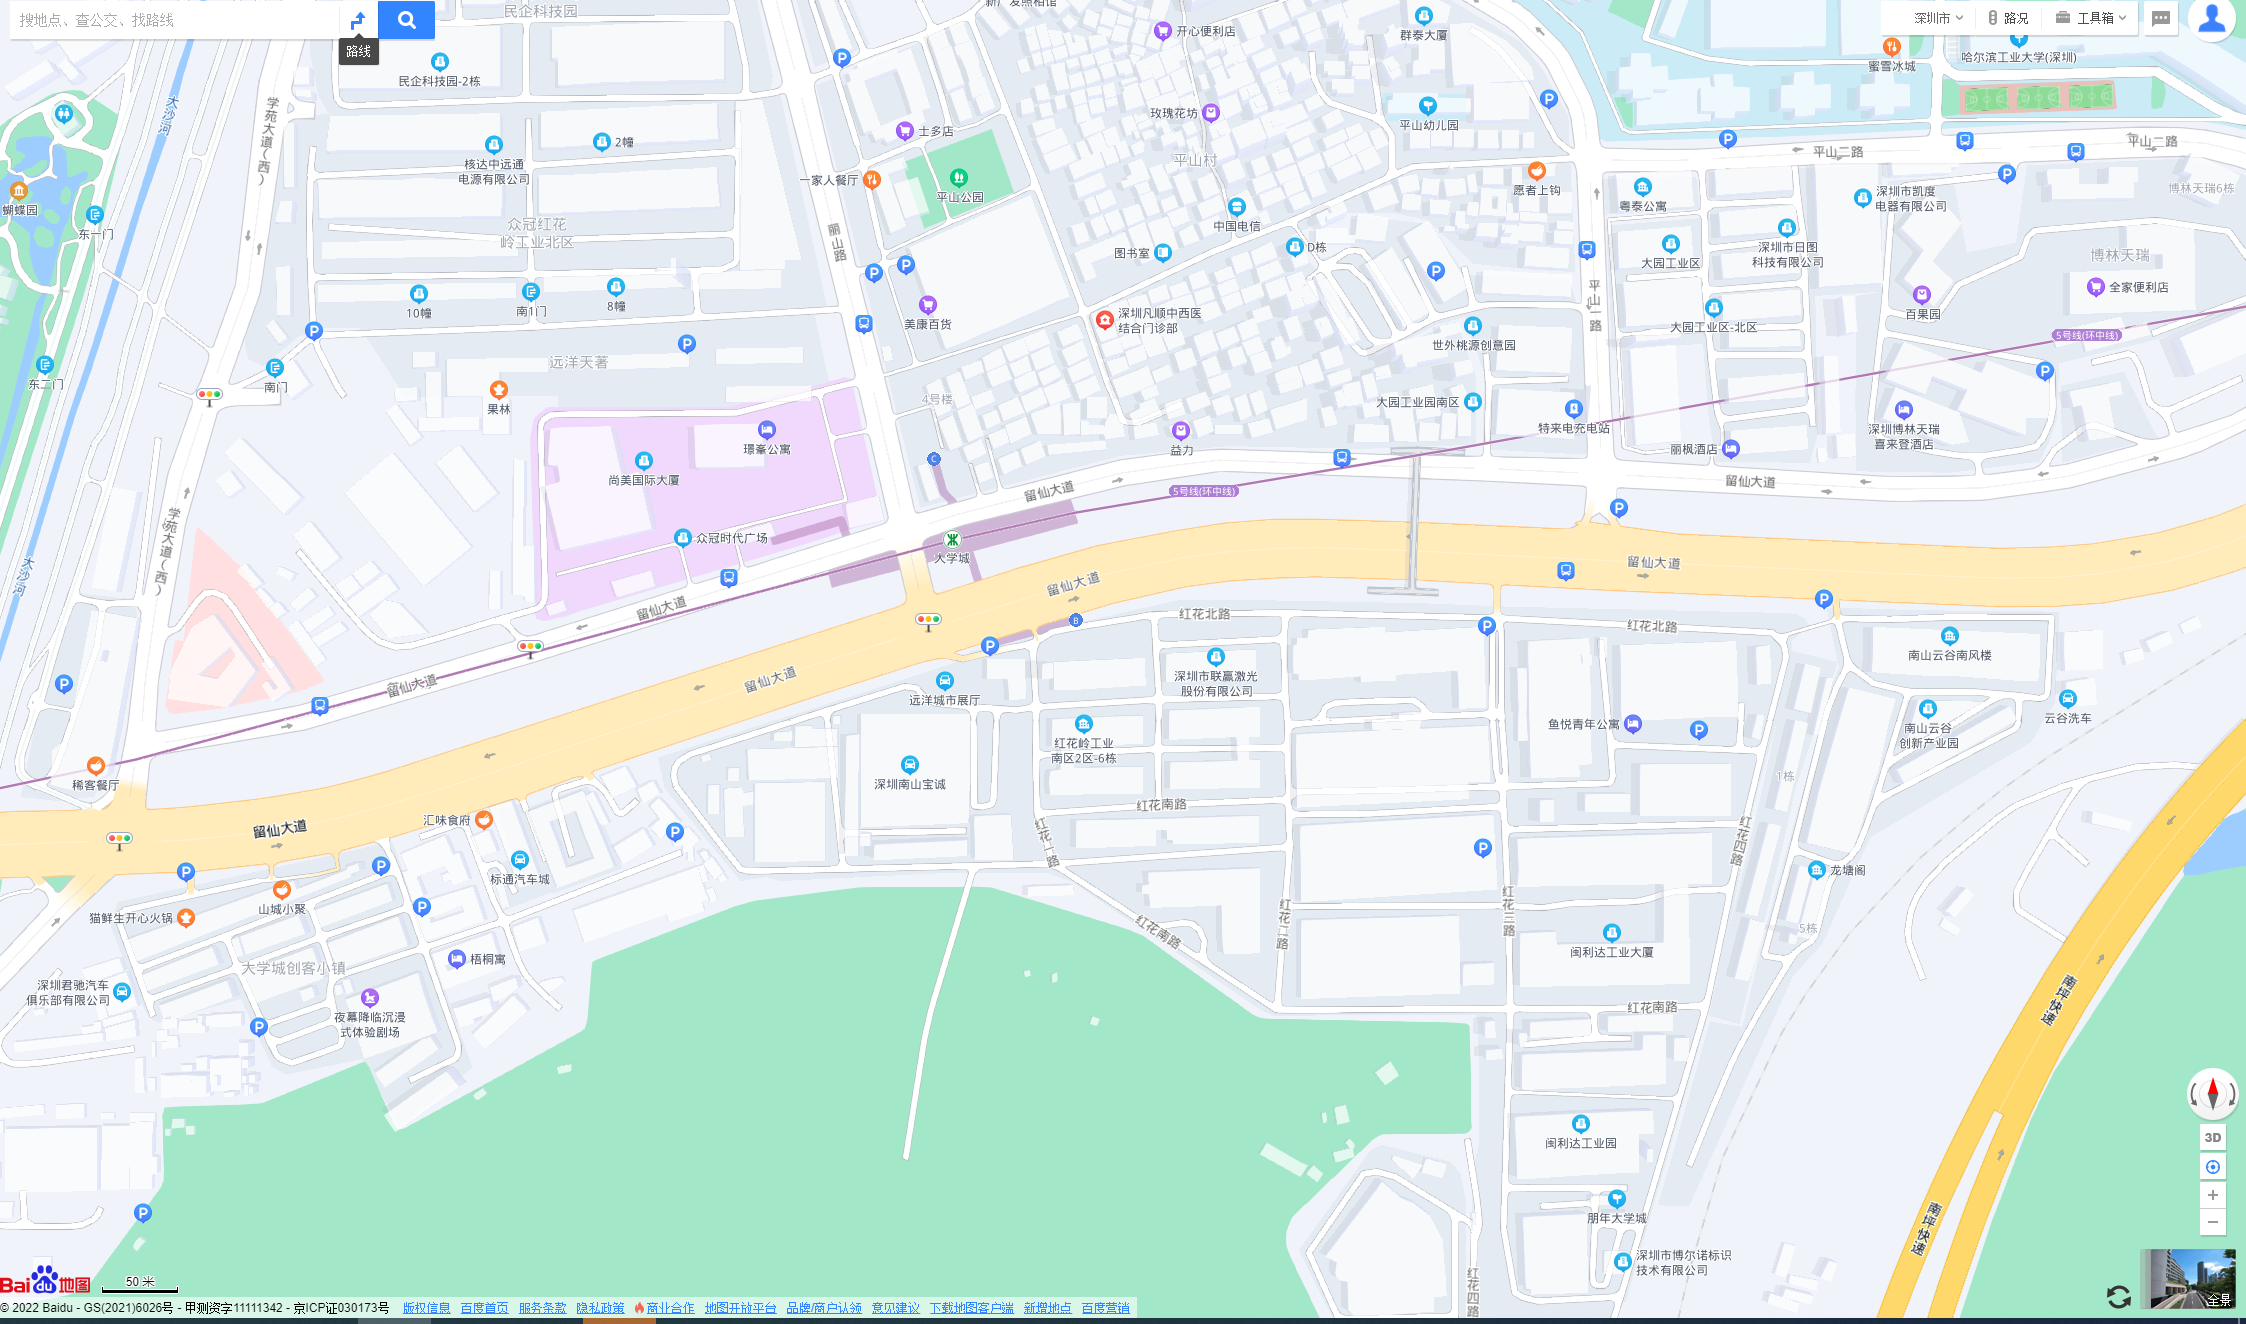 搜地点、查公交、找路线
路线
深圳市
路况
工具箱
民企科技园
开心便利店
群泰大厦
蜜雪冰城
哈尔滨工业大学(深圳)
民企科技园-2栋
大沙河
学苑大道(西)
玫瑰花坊
平山幼儿园
士多店
2幢
核达中远通
电源有限公司
平山村
平山二路
平山二路
一家人餐厅
平山公园
愿者上钩
粤泰公寓
深圳市凯度
电器有限公司
博林天瑞6栋
蝴蝶园
东一门
众冠红花
岭工业北区
丽山路
中国电信
图书室
D栋
大园工业区
深圳市日图
科技有限公司
博林天瑞
全家便利店
10幢
南1门
8幢
美康百货
深圳凡顺中西医
结合门诊部
平山一路
大园工业区-北区
百果园
5号线(环中线)
世外桃源创意园
远洋天著
东二门
南门
果林
4号楼
大园工业园南区
特来电充电站
深圳博林天瑞
喜来登酒店
璟峯公寓
益力
丽枫酒店
尚美国际大厦
C
留仙大道
5号线(环中线)
留仙大道
众冠时代广场
大学城
学苑大道(西)
大沙河
留仙大道
留仙大道
留仙大道
B
红花北路
红花北路
南山云谷南风楼
留仙大道
留仙大道
深圳市联赢激光
股份有限公司
远洋城市展厅
鱼悦青年公寓
云谷洗车
南山云谷
创新产业园
红花岭工业
南区2区-6栋
稀客餐厅
深圳南山宝诚
1栋
红花南路
汇味食府
留仙大道
红花一路
红花四路
标通汽车城
龙塘阁
山城小聚
猫鲜生开心火锅
红花南路
红花二路
红花三路
5栋
闽利达工业大厦
大学城创客小镇
梧桐寓
深圳君驰汽车
俱乐部有限公司
夜幕降临沉浸
式体验剧场
红花南路
南坪快速
闽利达工业园
3D
朋年大学城
南坪快速
深圳市博尔诺标识
技术有限公司
红花四路
Bai du 地图
50 米
全景
© 2022 Baidu - GS(2021)6026号 - 甲测资字11111342 - 京ICP证030173号 版权信息 百度首页 服务条款 隐私政策 商业合作 地图开放平台 品牌/商户认领 意见建议 下载地图客户端 新增地点 百度营销